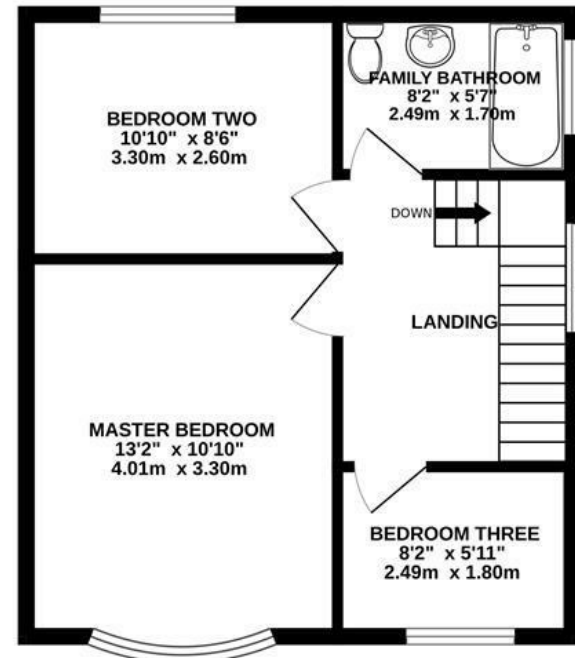 FAMILY BATHROOM
8'2" x 5'7"
2.49m x 1.70m
BEDROOM TWO
10'10" x 8'6"
3.30m x 2.60m
DOWN
LANDING
MASTER BEDROOM
13'2" x 10'10"
4.01m x 3.30m
BEDROOM THREE
8'2" x 5'11"
2.49m x 1.80m